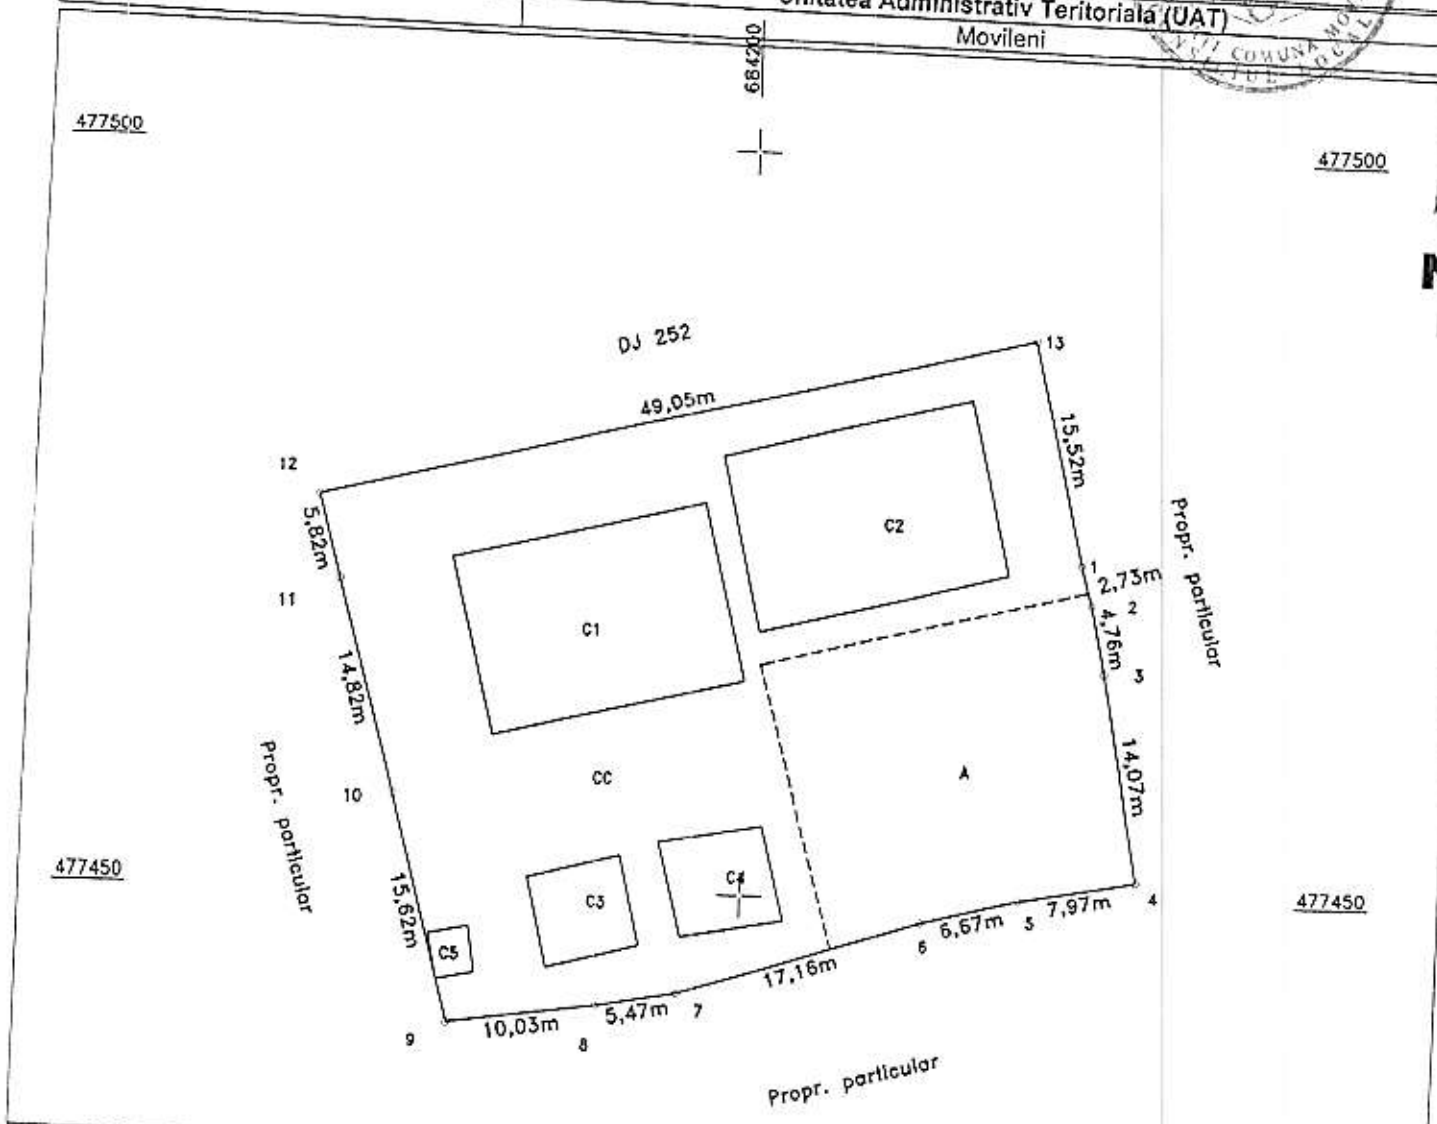 Unitatea Administrativ Teritoriala (UAT)
Movileni
COMUNA
684200
477500
477500
DJ 252
13
49,05m
12
15,52m
5,82m
C2
11
C1
1
2,73m
2
Propr. particular
4,76m
3
14,82m
14,07m
CC
A
10
Propr. particular
477450
C4
C3
4
477450
15,62m
7,97m
5
6,67m
6
C5
17,16m
7
5,47m
10,03m
8
9
Propr. particular